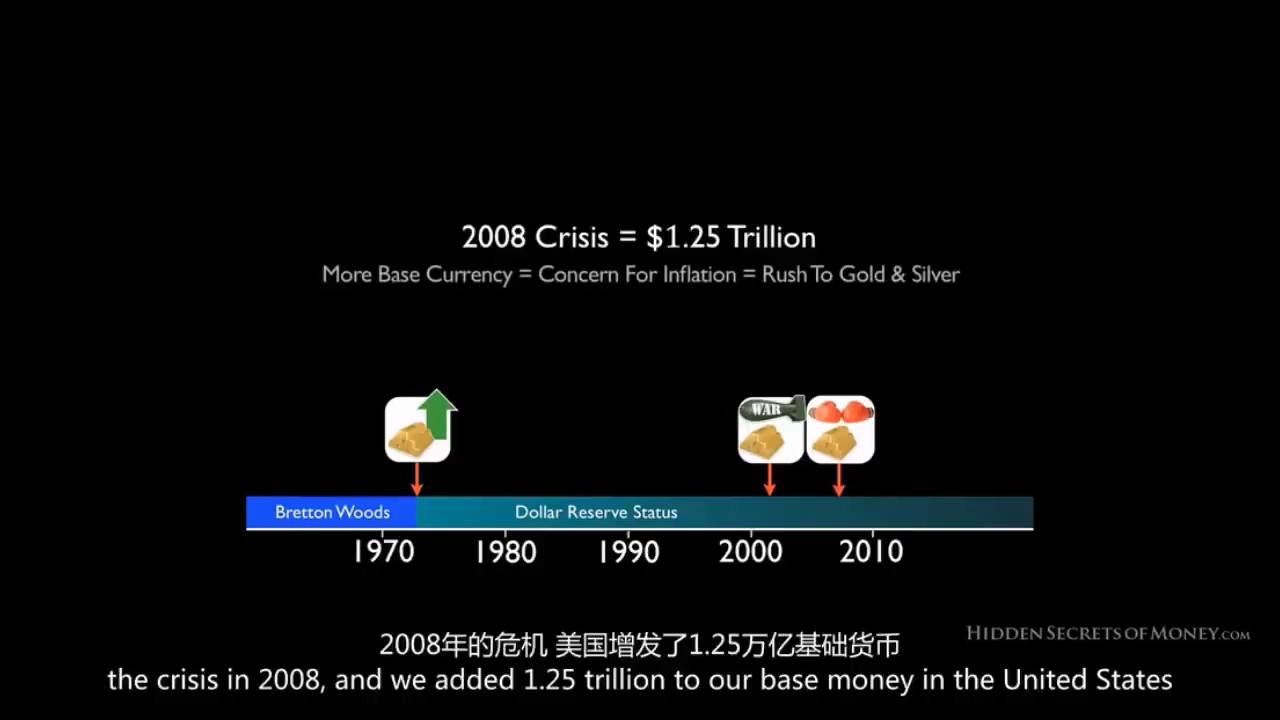 2008 Crisis = $1.25 Trillion
More Base Currency = Concern For Inflation = Rush To Gold & Silver
WAR
Bretton Woods
Dollar Reserve Status
1970 1980 1990 2000 2010
HIDDEN SECRETS OF MONEY.COM
2008年的危机 美国增发了1.25万亿基础货币
the crisis in 2008, and we added 1.25 trillion to our base money in the United States